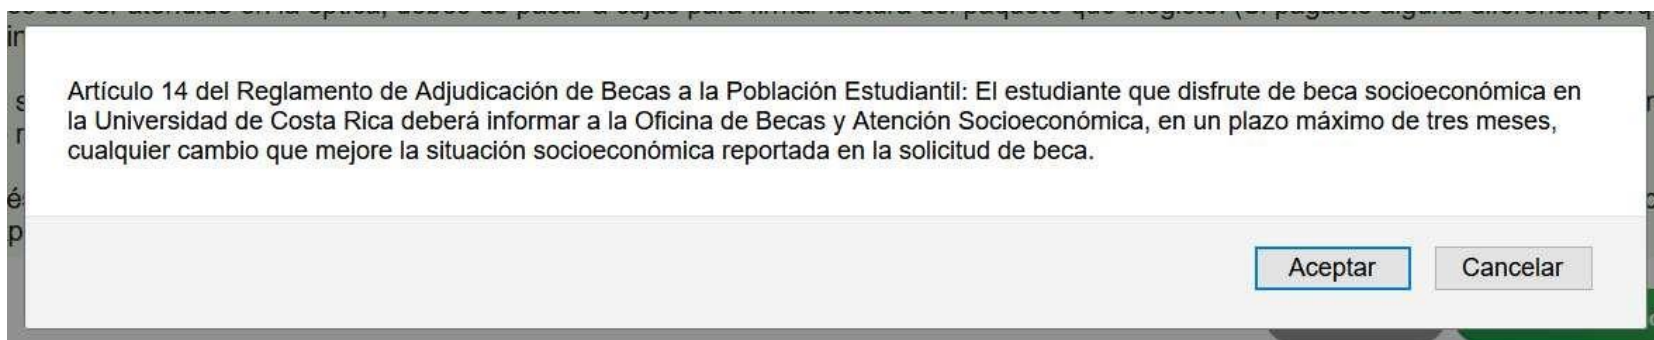 Artículo 14 del Reglamento de Adjudicación de Becas a la Población Estudiantil: El estudiante que disfrute de beca socioeconómica en
la Universidad de Costa Rica deberá informar a la Oficina de Becas y Atención Socioeconómica, en un plazo máximo de tres meses,
cualquier cambio que mejore la situación socioeconómica reportada en la solicitud de beca.
Aceptar Cancelar